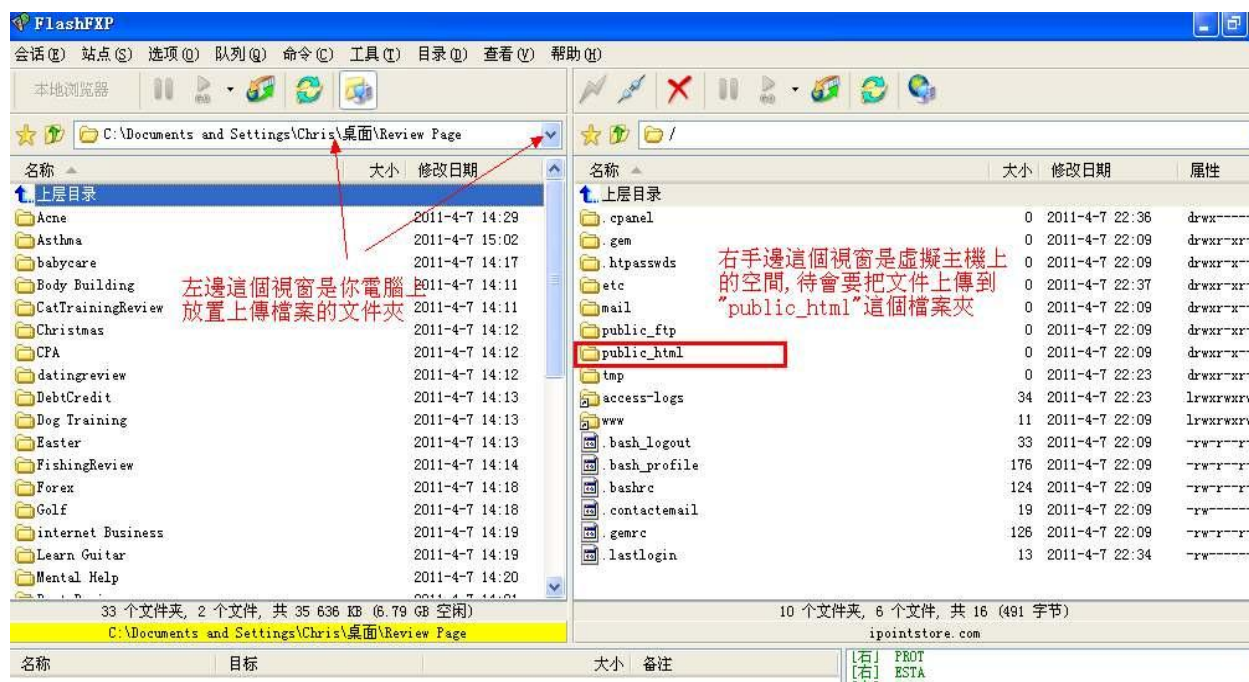 FlashFXP
会话(E) 站点(S) 选项(O) 队列(Q) 命令(C) 工具(T) 目录(D) 查看(V) 帮助(H)
本地浏览器
C:\Documents and Settings\Chris\桌面\Review Page
名称 大小 修改日期
上层目录
Acne 2011-4-7 14:29
Asthma 2011-4-7 15:02
babycare 2011-4-7 14:17
Body Building 2011-4-7 14:11
CatTrainingReview 2011-4-7 14:11
Christmas 2011-4-7 14:12
CPA 2011-4-7 14:12
datingreview 2011-4-7 14:12
DebtCredit 2011-4-7 14:13
Dog Training 2011-4-7 14:13
Easter 2011-4-7 14:13
FishingReview 2011-4-7 14:14
Forex 2011-4-7 14:18
Golf 2011-4-7 14:18
internet Business 2011-4-7 14:19
Learn Guitar 2011-4-7 14:19
Mental Help 2011-4-7 14:20
左邊這個視窗是你電腦上
放置上傳檔案的文件夾
33 个文件夹, 2 个文件, 共 35 636 KB (6.79 GB 空闲)
C:\Documents and Settings\Chris\桌面\Review Page
/
名称 大小 修改日期 属性
上层目录
.cpanel 0 2011-4-7 22:36 drwx-----
.gem 0 2011-4-7 22:09 drwxr-xr-
.htpasswds 0 2011-4-7 22:09 drwxr-x--
etc 0 2011-4-7 22:37 drwxr-x--
mail 0 2011-4-7 22:09 drwxr-x--
public_ftp 0 2011-4-7 22:09 drwxr-xr-
public_html 0 2011-4-7 22:09 drwxr-x--
tmp 0 2011-4-7 22:23 drwxr-xr-
access-logs 34 2011-4-7 22:23 lrwxrwxrw
www 11 2011-4-7 22:09 lrwxrwxrw
.bash_logout 33 2011-4-7 22:09 -rw-r--r-
.bash_profile 176 2011-4-7 22:09 -rw-r--r-
.bashrc 124 2011-4-7 22:09 -rw-r--r-
.contactemail 19 2011-4-7 22:09 -rw------
.gemrc 126 2011-4-7 22:09 -rw-r--r-
.lastlogin 13 2011-4-7 22:34 -rw------
右手邊這個視窗是虛擬主機上
的空間,待會要把文件上傳到
"public_html"這個檔案夾
10 个文件夹, 6 个文件, 共 16 (491 字节)
ipointstore.com
名称 目标 大小 备注
[右] PROT
[右] ESTA